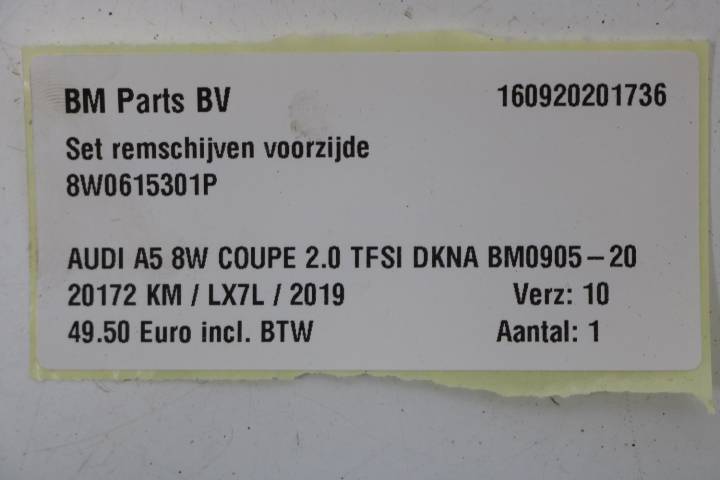 BM Parts BV 160920201736
Set remschijven voorzijde
8W0615301P
AUDI A5 8W COUPE 2.0 TFSI DKNA BM0905-20
20172 KM / LX7L / 2019 Verz: 10
49.50 Euro incl. BTW Aantal: 1